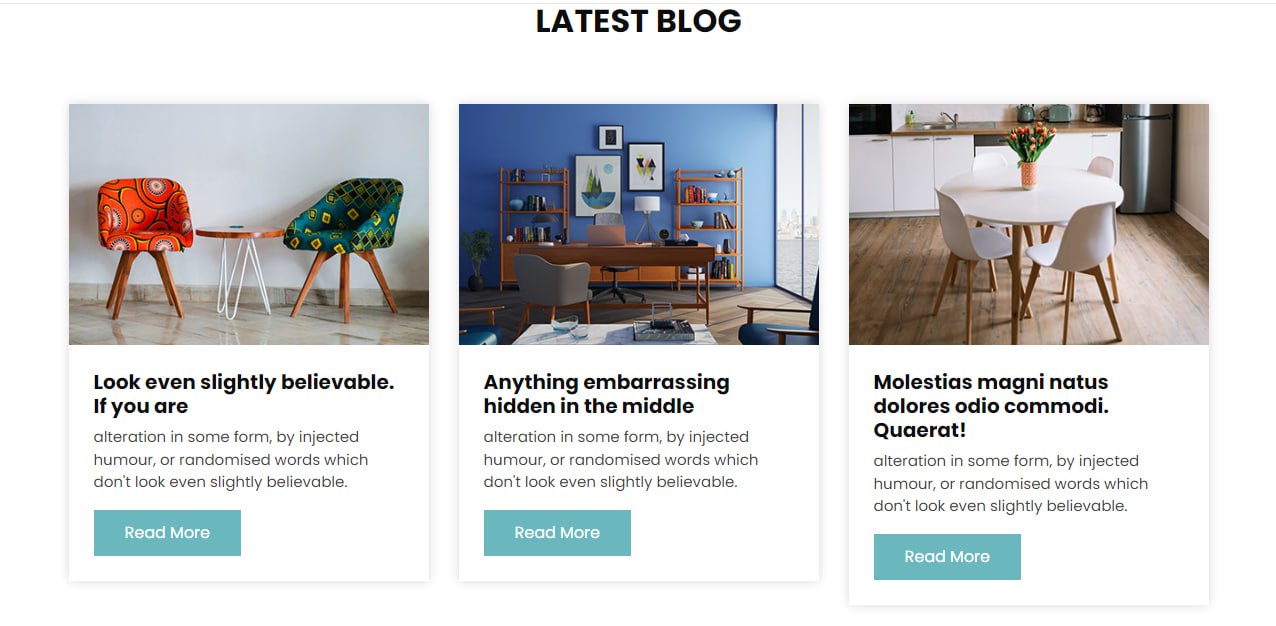 LATEST BLOG
Look even slightly believable.
If you are
alteration in some form, by injected
humour, or randomised words which
don't look even slightly believable.
Read More
Anything embarrassing
hidden in the middle
alteration in some form, by injected
humour, or randomised words which
don't look even slightly believable.
Read More
Molestias magni natus
dolores odio commodi.
Quaerat!
alteration in some form, by injected
humour, or randomised words which
don't look even slightly believable.
Read More